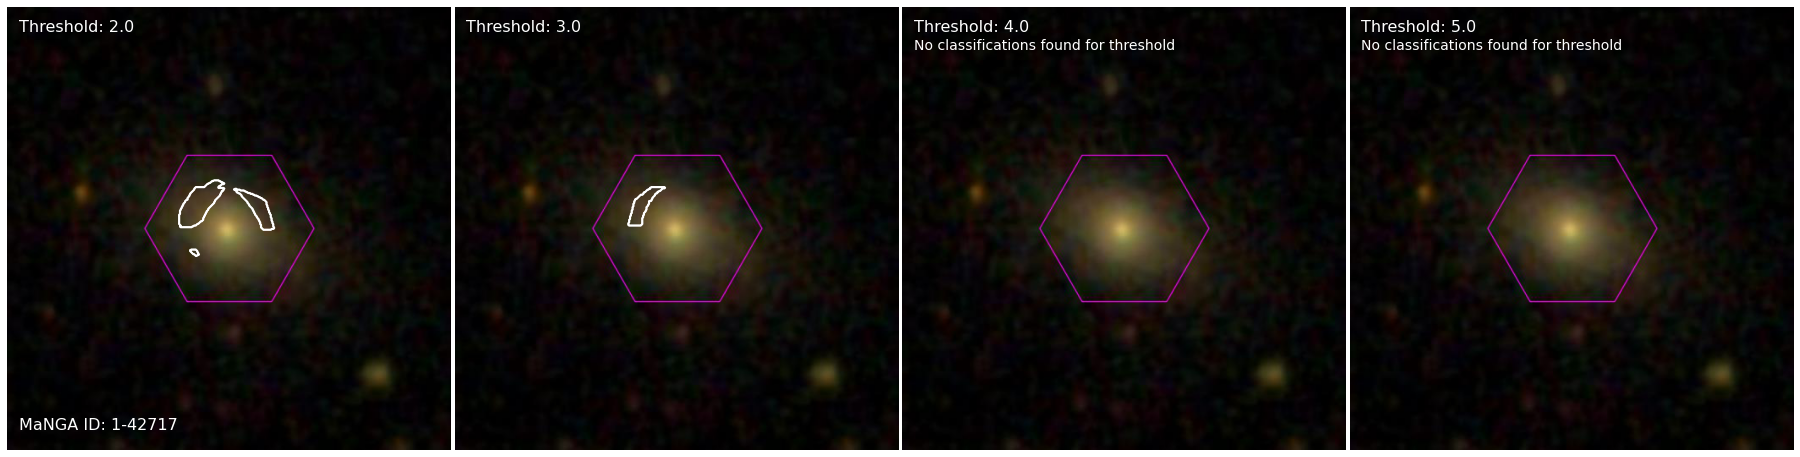 Threshold: 2.0
MaNGA ID: 1-42717
Threshold: 3.0
Threshold: 4.0
No classifications found for threshold
Threshold: 5.0
No classifications found for threshold